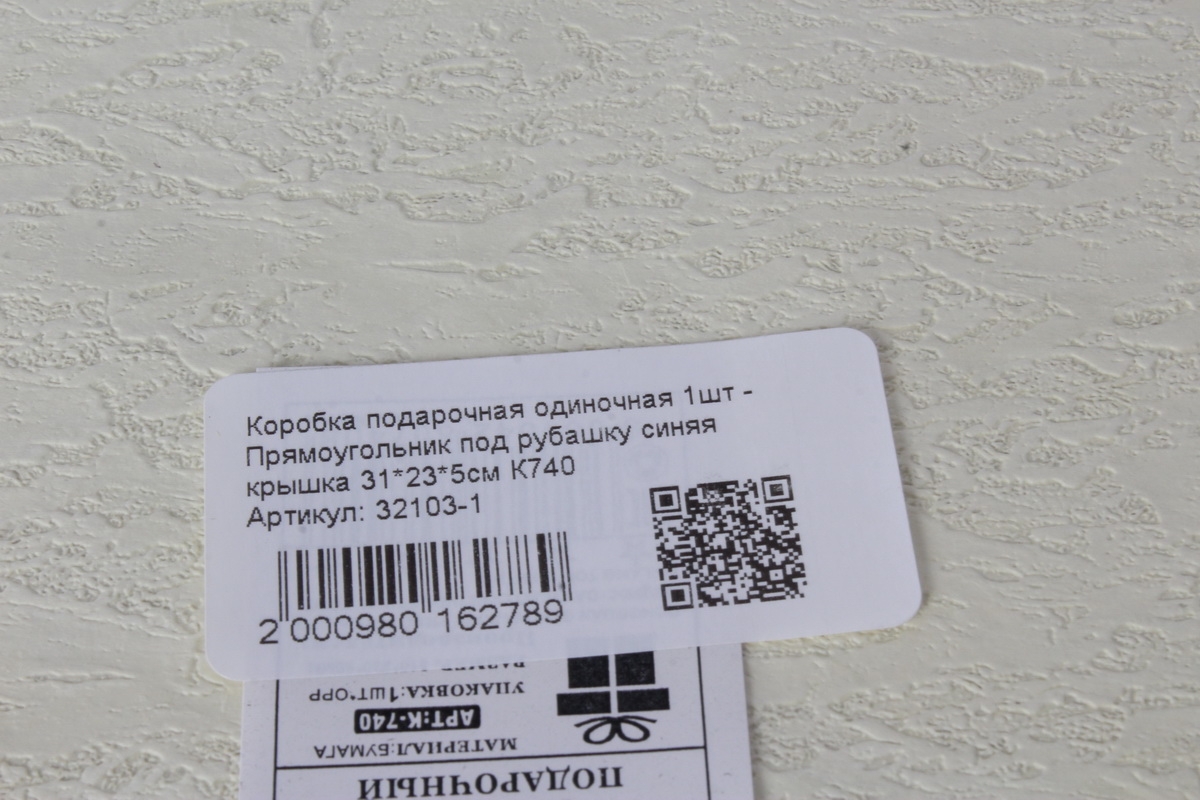 Коробка подарочная одиночная 1шт -
Прямоугольник под рубашку синяя
крышка 31*23*5см К740
Артикул: 32103-1
2 000980 162789
ПОДАРОЧНЫЙ
МАТЕРИАЛ:БУМАГА
АРТ:К-740
УПАКОВКА:1шт*OPP